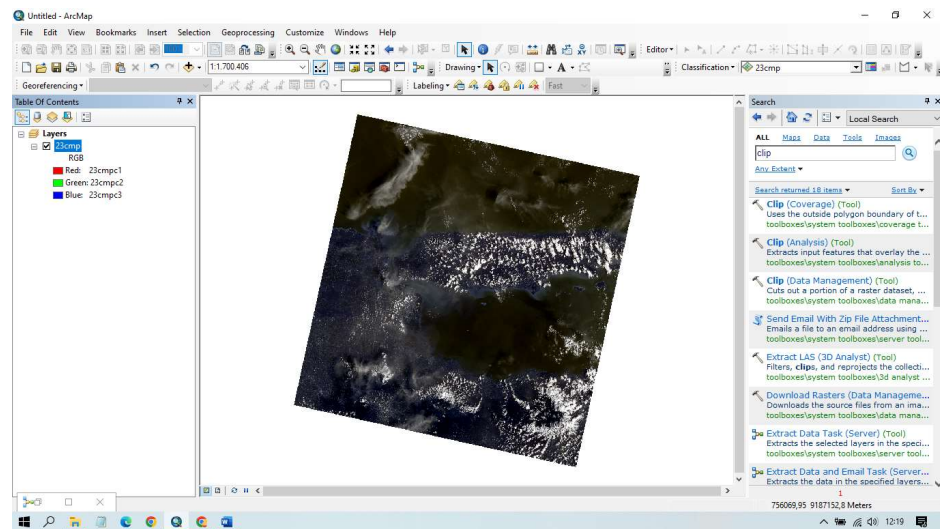 Untitled - ArcMap
File Edit View Bookmarks Insert Selection Geoprocessing Customize Windows Help
Editor
1:1.700.406
Drawing
A
Classification
23cmp
Georeferencing
Labeling
Fast
Table Of Contents
Layers
23cmp
RGB
Red: 23cmpc1
Green: 23cmpc2
Blue: 23cmpc3
Search
Local Search
ALL Maps Data Tools Images
clip
Any Extent
Search returned 18 items Sort By
Clip (Coverage) (Tool)
Uses the outside polygon boundary of t...
toolboxes\system toolboxes\coverage t...
Clip (Analysis) (Tool)
Extracts input features that overlay the ...
toolboxes\system toolboxes\analysis to...
Clip (Data Management) (Tool)
Cuts out a portion of a raster dataset, ...
toolboxes\system toolboxes\data mana...
Send Email With Zip File Attachment...
Emails a file to an email address using ...
toolboxes\system toolboxes\server tool...
Extract LAS (3D Analyst) (Tool)
Filters, clips, and reprojects the collecti...
toolboxes\system toolboxes\3d analyst ...
Download Rasters (Data Manageme...
Downloads the source files from an ima...
toolboxes\system toolboxes\data mana...
Extract Data Task (Server) (Tool)
Extracts the selected layers in the speci...
toolboxes\system toolboxes\server tool...
Extract Data and Email Task (Server...
Extracts the data in the specified layers...
1
756069,95 9187152,8 Meters
12:19